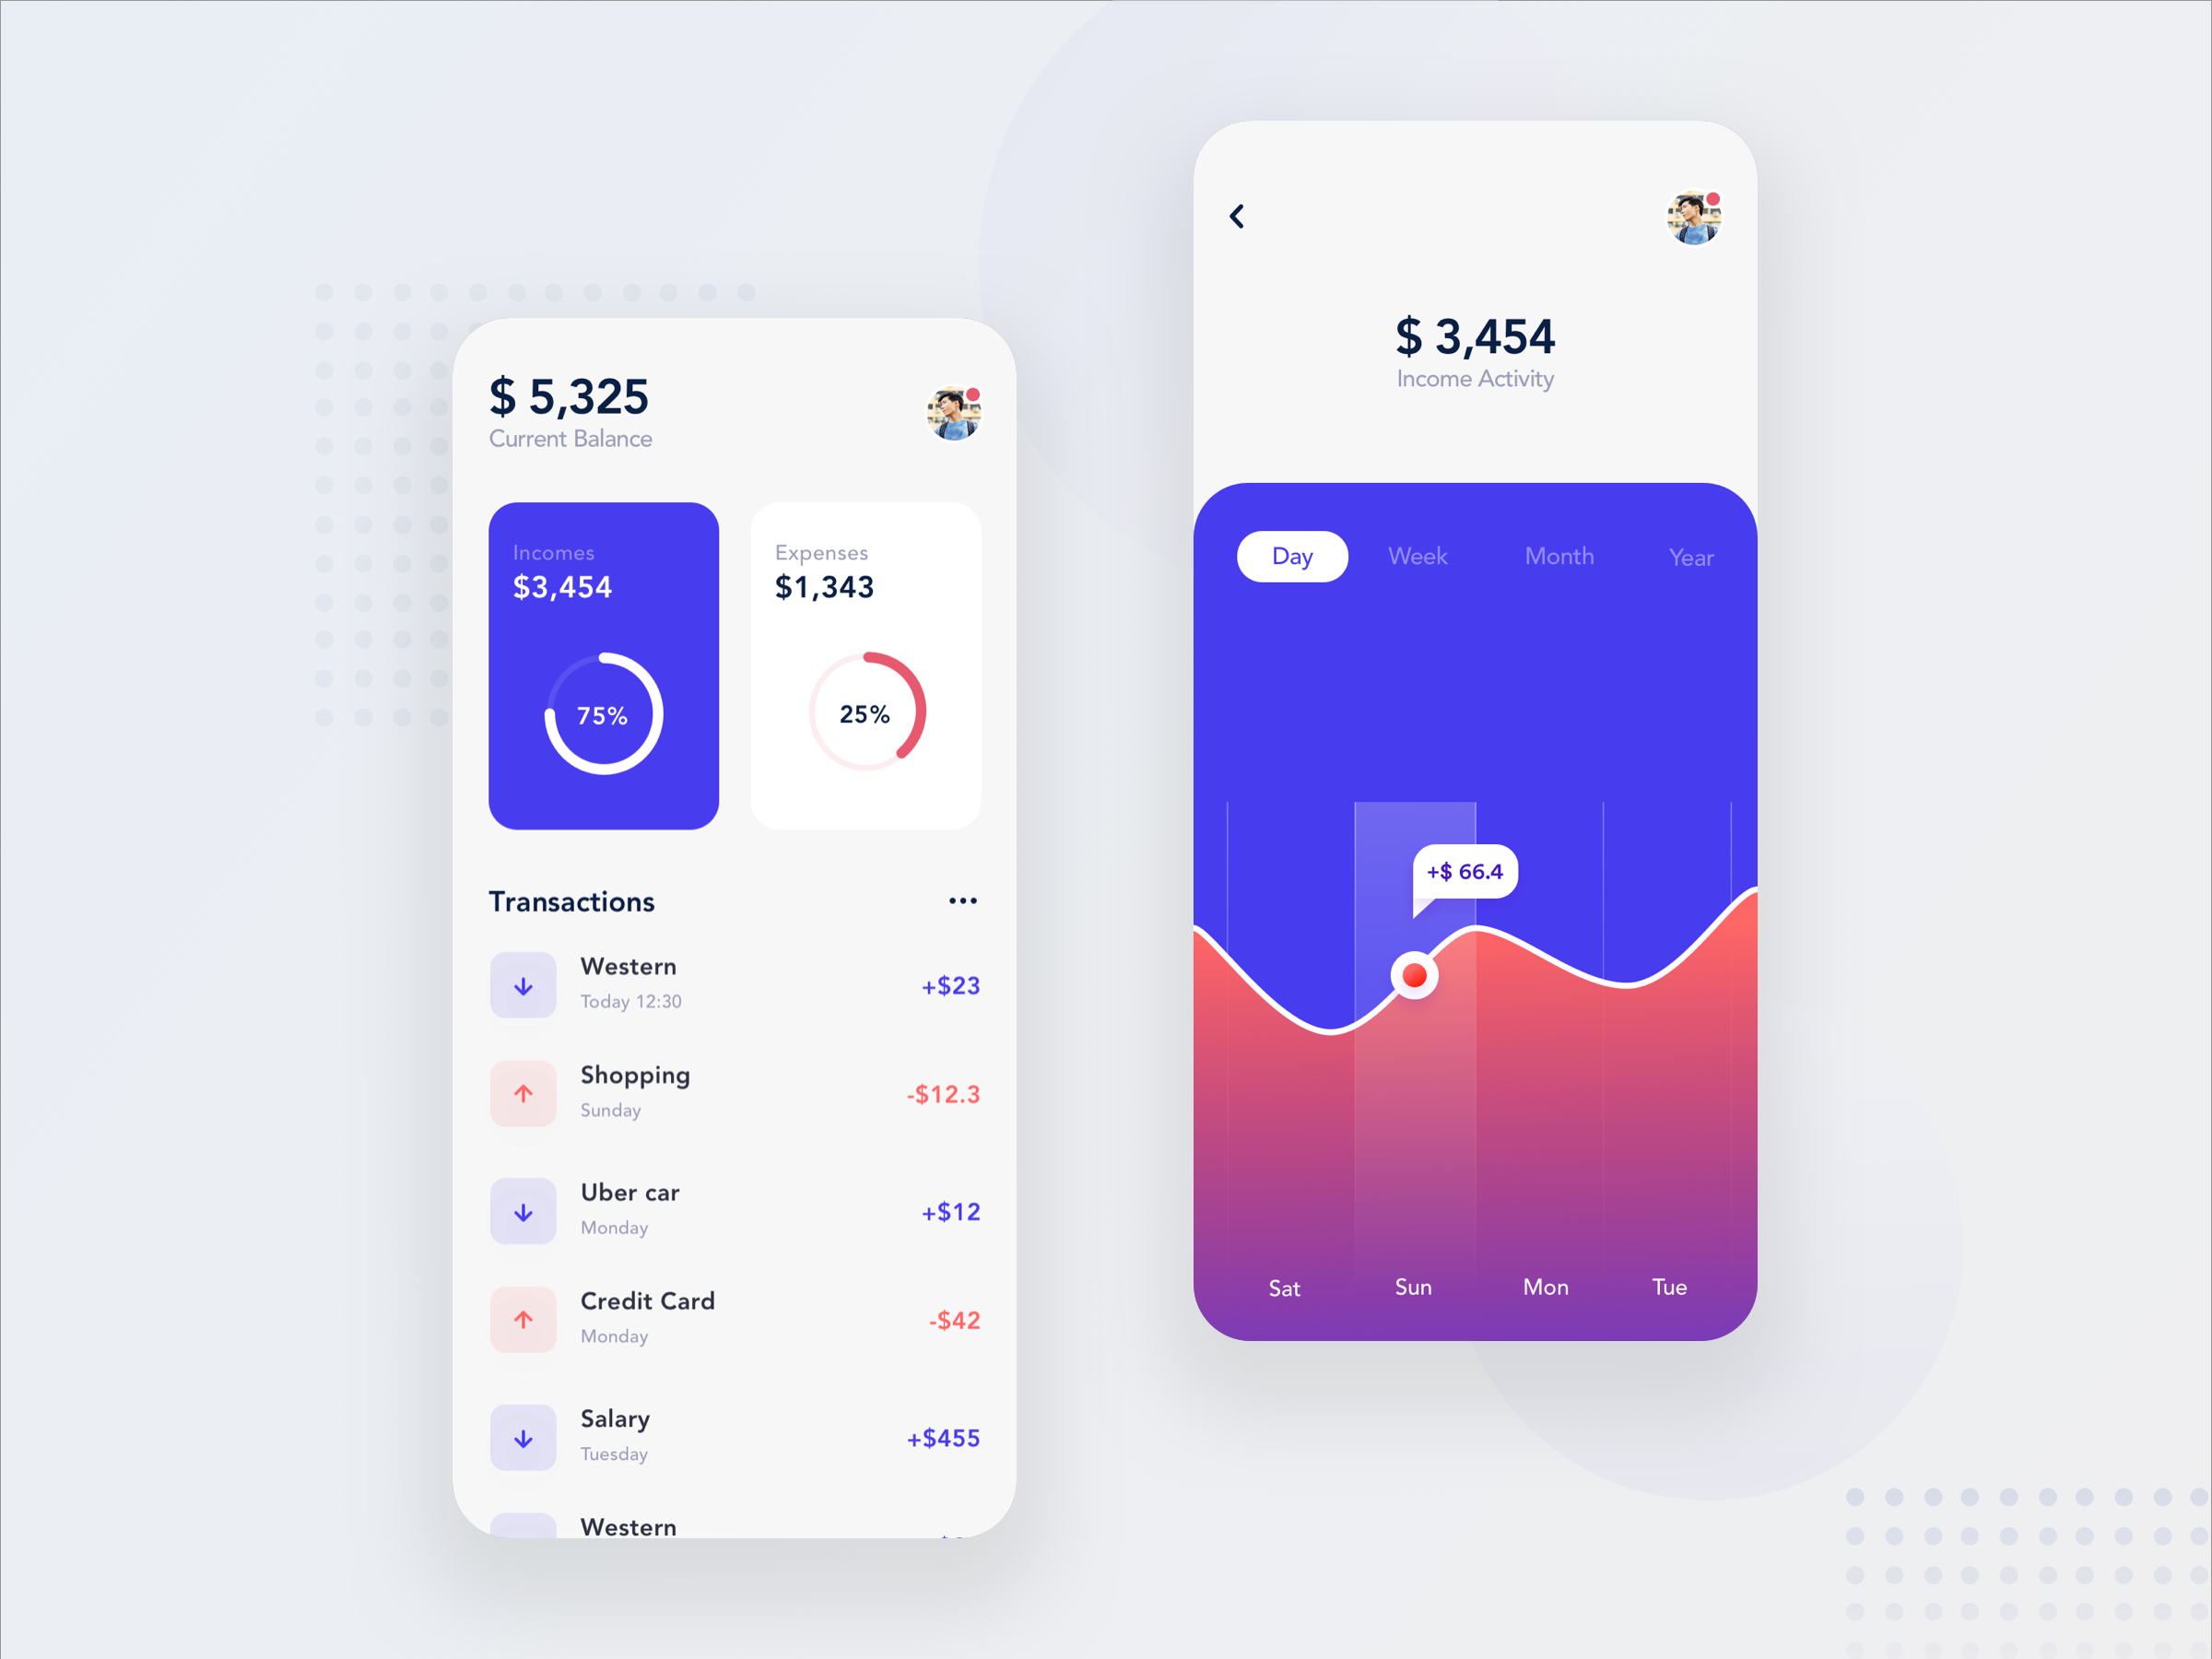 $ 5,325
Current Balance
Incomes
$3,454
75%
Expenses
$1,343
25%
Transactions
Western
Today 12:30
+$23
Shopping
Sunday
-$12.3
Uber car
Monday
+$12
Credit Card
Monday
-$42
Salary
Tuesday
+$455
Western
$ 3,454
Income Activity
Day Week Month Year
+$ 66.4
Sat Sun Mon Tue